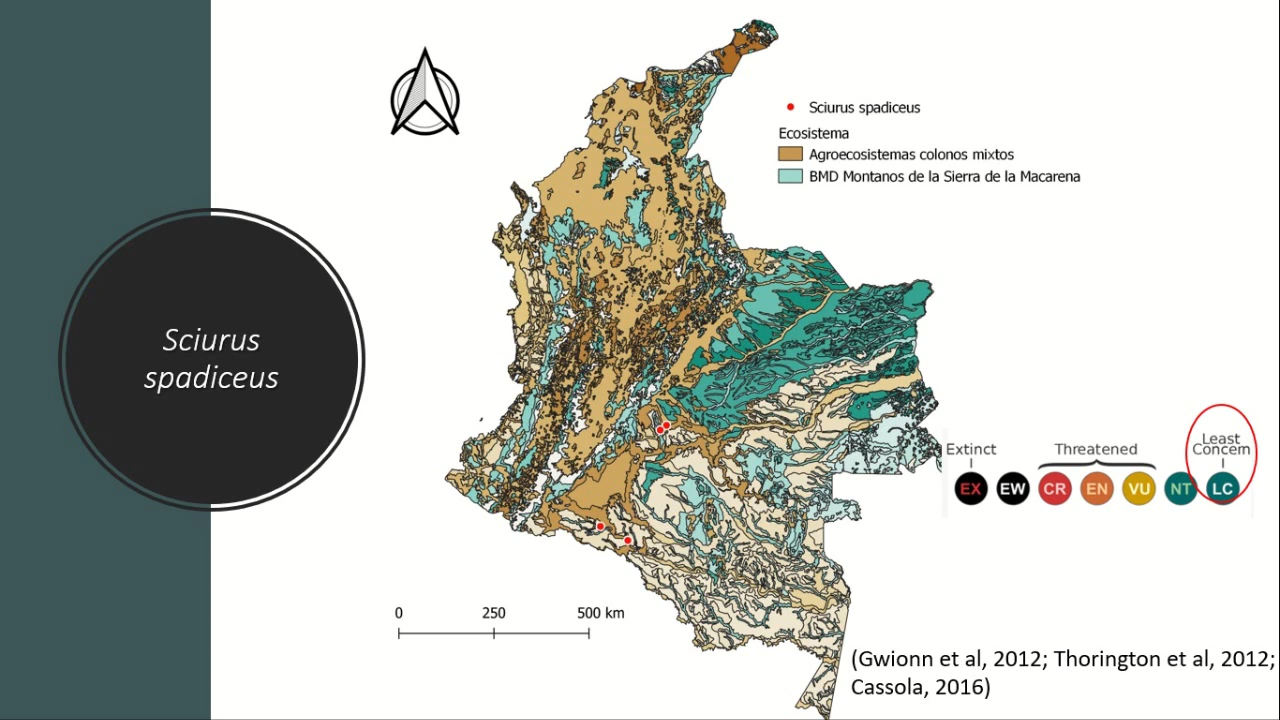 Sciurus
spadiceus
Sciurus spadiceus
Ecosistema
Agroecosistemas colonos mixtos
BMD Montanos de la Sierra de la Macarena
Extinct
Threatened
Least
Concern
EX EW CR EN VU NT LC
0 250 500 km
(Gwionn et al, 2012; Thorington et al, 2012;
Cassola, 2016)